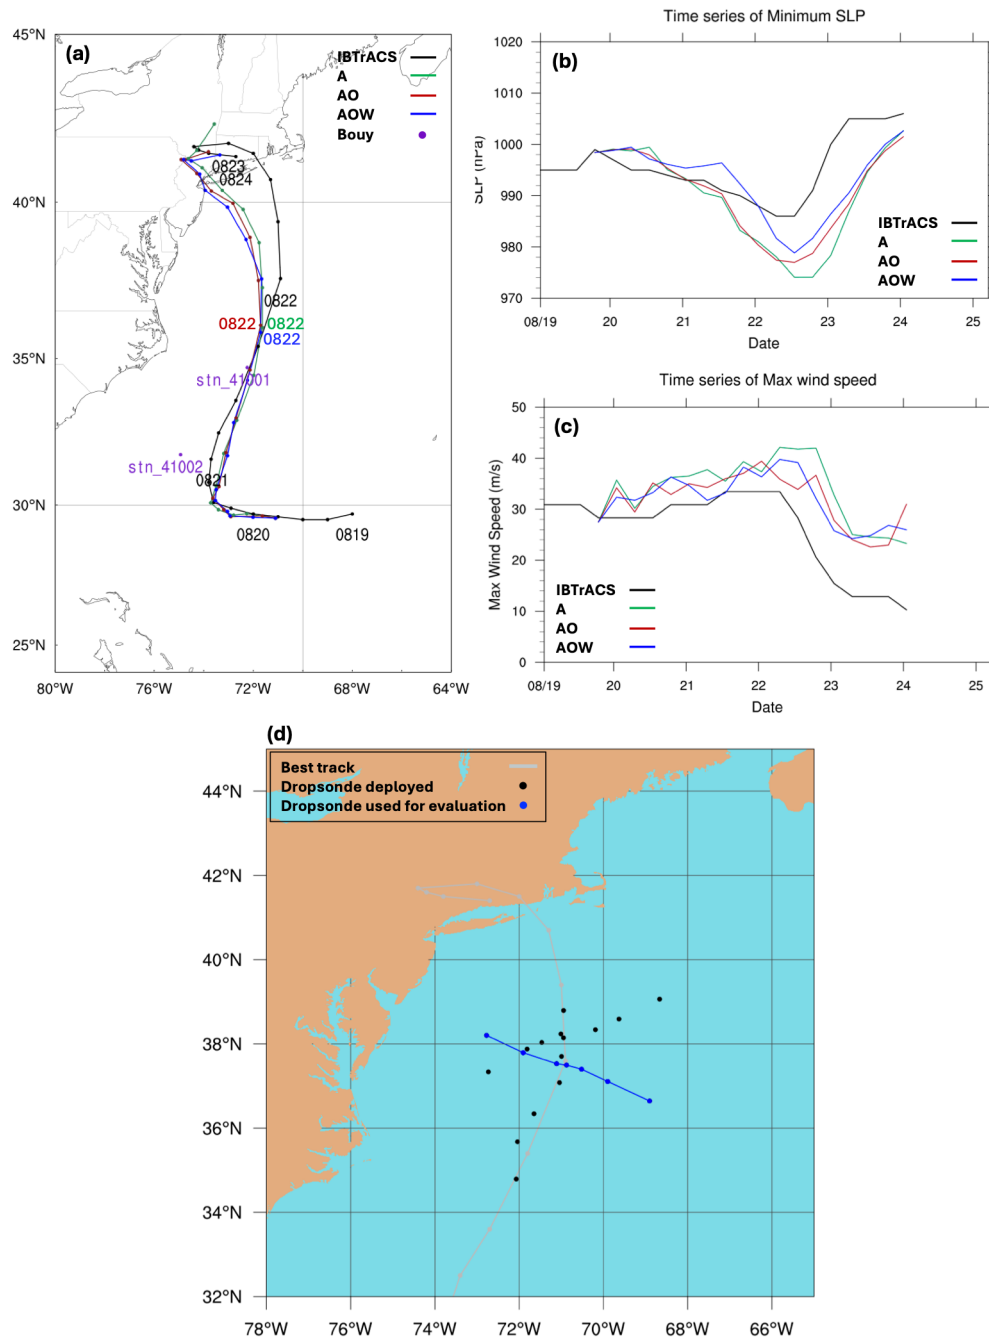 (a)
45°N
40°N
35°N
30°N
25°N
80°W
76°W
72°W
68°W
64°W
IBTrACS
A
AO
AOW
Bouy
0823
0824
0822
0822
0822
0822
stn_41001
stn_41002
0821
0820
0819
Time series of Minimum SLP
(b)
1020
1010
1000
990
980
970
08/19
20
21
22
23
24
25
Date
IBTrACS
A
AO
AOW
Time series of Max wind speed
(c)
Max Wind Speed (m/s)
50
40
30
20
10
0
08/19
20
21
22
23
24
25
Date
IBTrACS
A
AO
AOW
(d)
Best track
Dropsonde deployed
Dropsonde used for evaluation
44°N
42°N
40°N
38°N
36°N
34°N
32°N
78°W
76°W
74°W
72°W
70°W
68°W
66°W